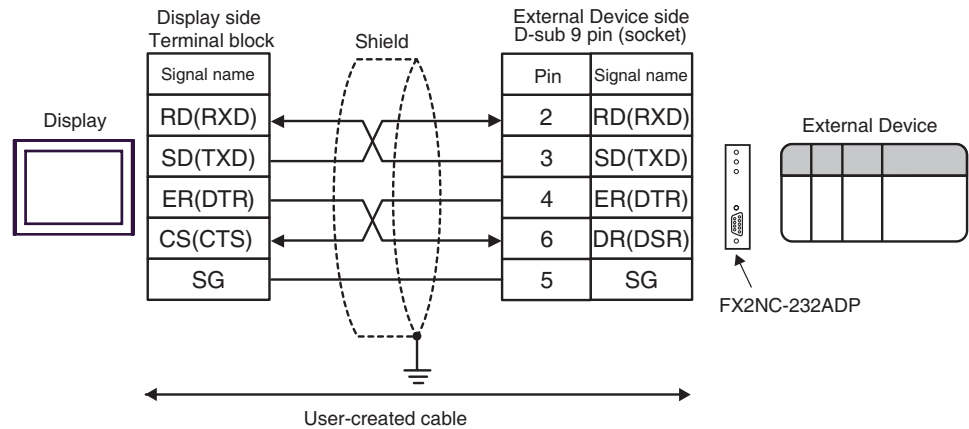 Display side
Terminal block
Shield
External Device side
D-sub 9 pin (socket)
Signal name
Pin Signal name
RD(RXD) 2 RD(RXD)
SD(TXD) 3 SD(TXD)
ER(DTR) 4 ER(DTR)
CS(CTS) 6 DR(DSR)
SG 5 SG
Display
External Device
FX2NC-232ADP
User-created cable